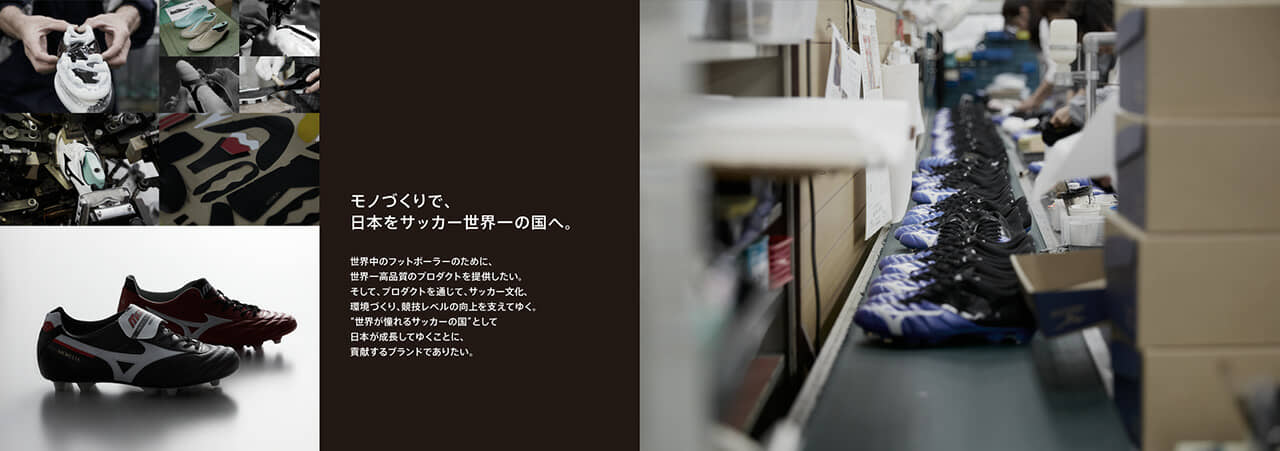 モノづくりで、
日本をサッカー世界一の国へ。
世界中のフットボーラーのために、
世界一高品質のプロダクトを提供したい。
そして、プロダクトを通じて、サッカー文化、
環境づくり、競技レベルの向上を支えてゆく。
“世界が憧れるサッカーの国”として
日本が成長してゆくことに、
貢献するブランドでありたい。